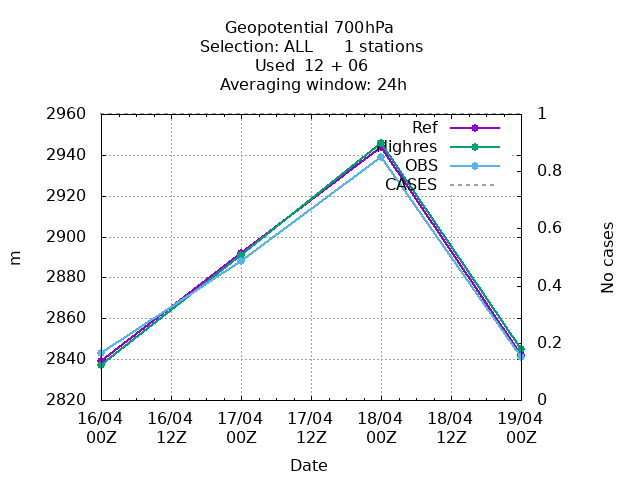 Geopotential 700hPa
Selection: ALL 1 stations
Used 12 + 06
Averaging window: 24h
2960
2940
2920
2900
2880
2860
2840
2820
m
1
0.8
0.6
0.4
0.2
0
No cases
Ref
Highres
OBS
CASES
16/04 16/04 17/04 17/04 18/04 18/04 19/04
00Z 12Z 00Z 12Z 00Z 12Z 00Z
Date